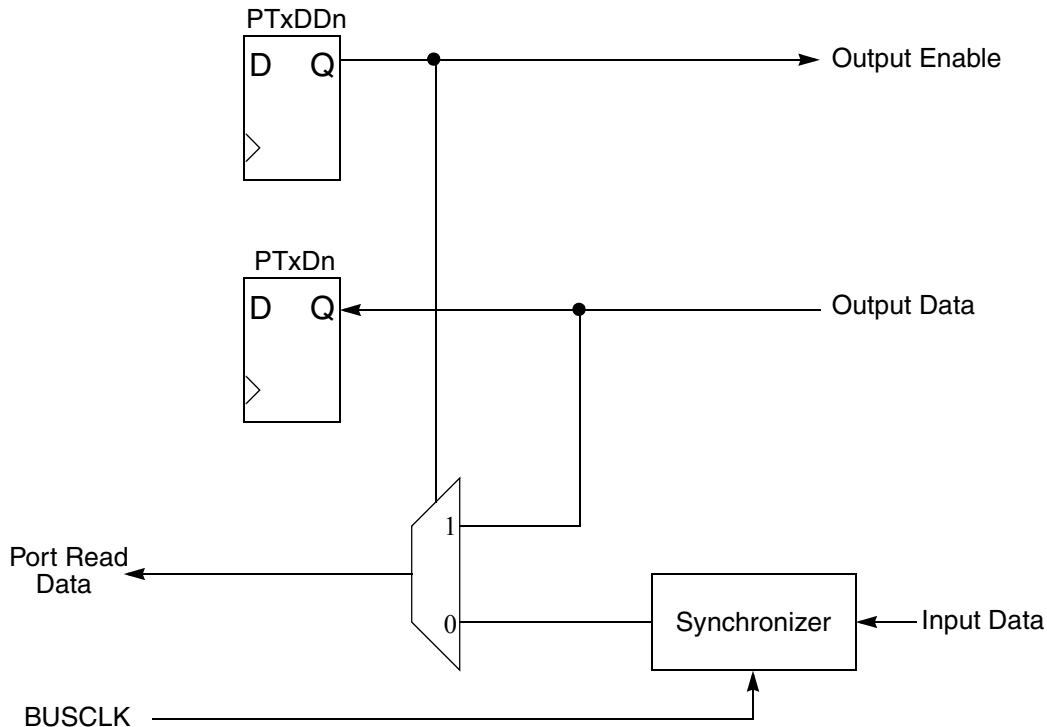 PTxDDn
D Q
Output Enable
PTxDn
D Q
Output Data
1
Port Read
Data
0
Synchronizer
Input Data
BUSCLK